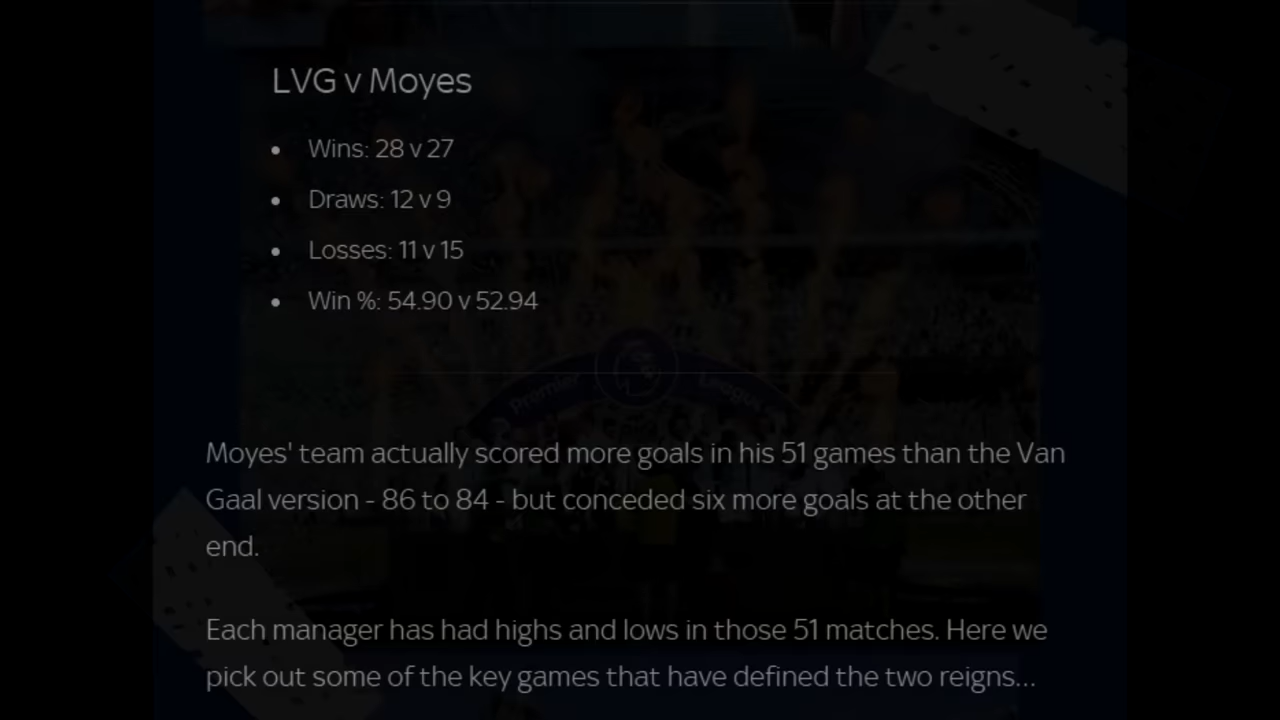 LVG v Moyes
• Wins: 28 v 27
• Draws: 12 v 9
• Losses: 11 v 15
• Win %: 54.90 v 52.94
Premier League
Moyes' team actually scored more goals in his 51 games than the Van
Gaal version - 86 to 84 - but conceded six more goals at the other
end.
Each manager has had highs and lows in those 51 matches. Here we
pick out some of the key games that have defined the two reigns...